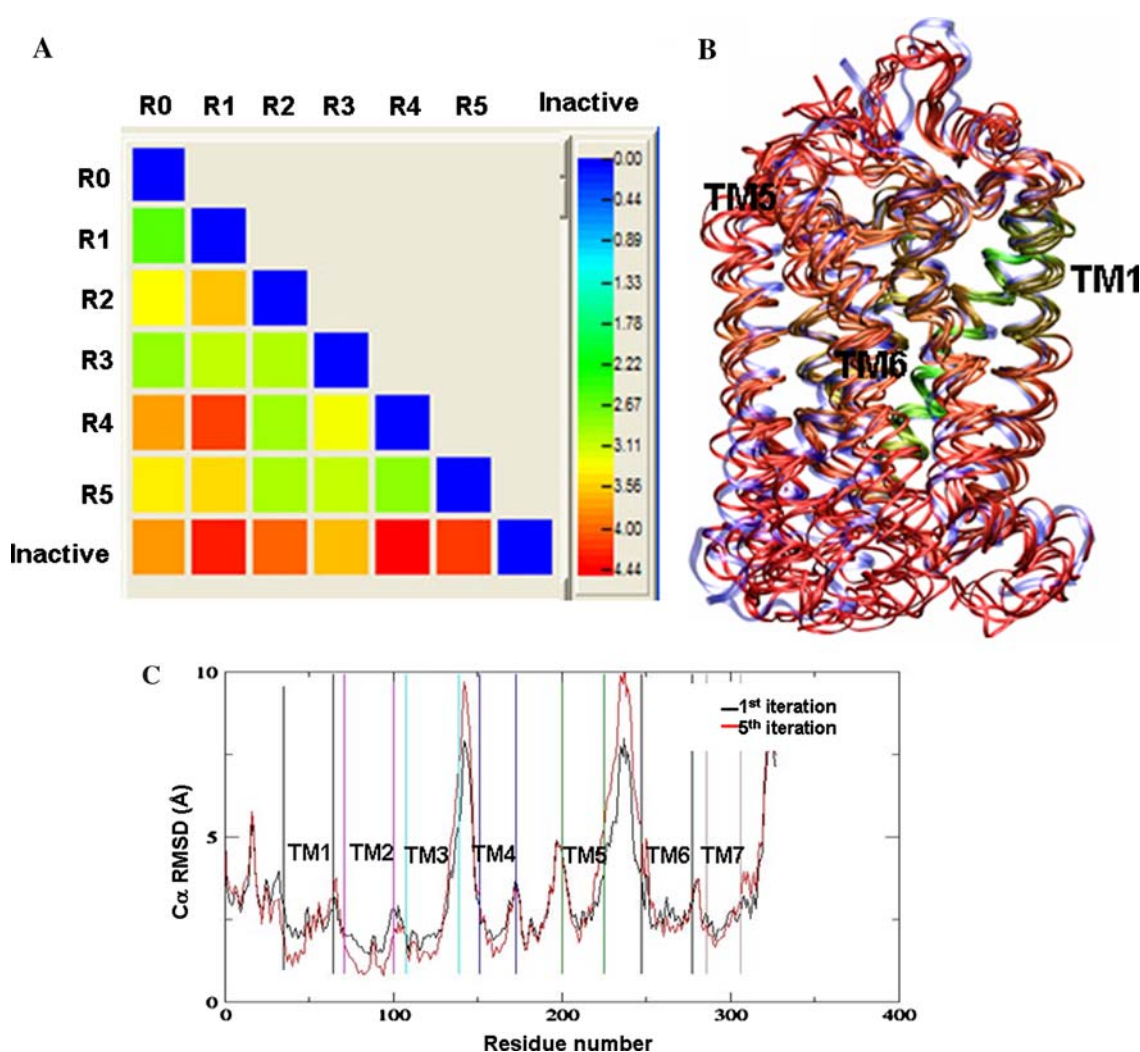 A
R0 R1 R2 R3 R4 R5 Inactive
R0
R1
R2
R3
R4
R5
Inactive
0.00
0.44
0.89
1.33
1.78
2.22
2.67
3.11
3.56
4.00
4.44
B
TM5
TM1
TM6
C
10
5
0
Cα RMSD (Å)
1st iteration
5th iteration
TM1 TM2 TM3 TM4 TM5 TM6 TM7
0 100 200 300 400
Residue number